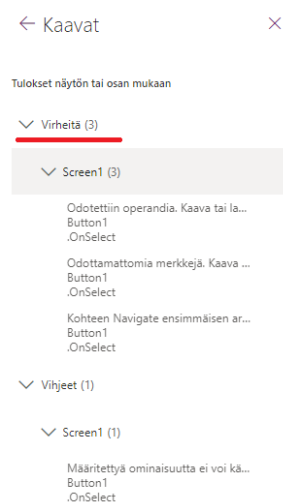 Kaavat
Tulokset näytön tai osan mukaan
Virheitä (3)
Screen1 (3)
Odotettiin operandia. Kaava tai la...
Button1
.OnSelect
Odottamattomia merkkejä. Kaava ...
Button1
.OnSelect
Kohteen Navigate ensimmäisen ar...
Button1
.OnSelect
Vihjeet (1)
Screen1 (1)
Määritettyä ominaisuutta ei voi kä...
Button1
.OnSelect